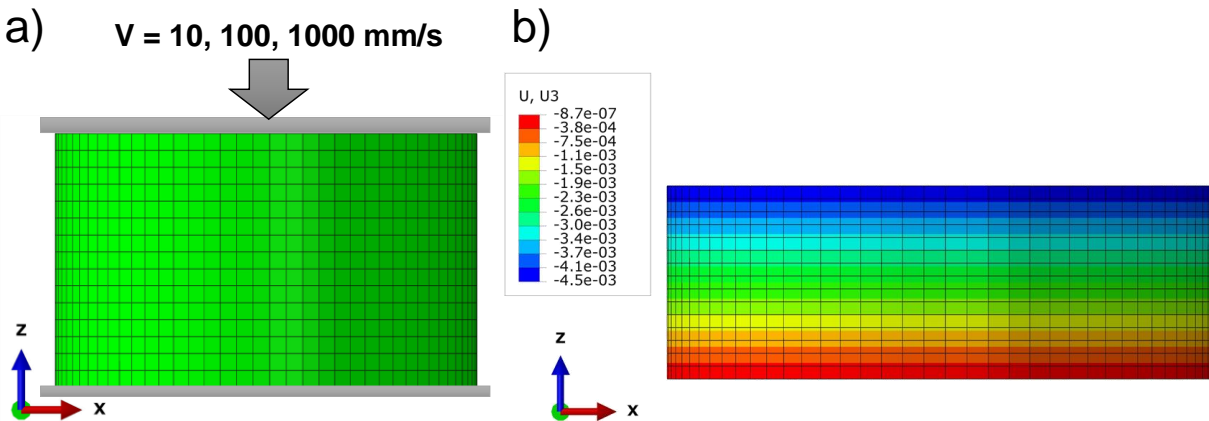 a)
V = 10, 100, 1000 mm/s
b)
U, U3
-8.7e-07
-3.8e-04
-7.5e-04
-1.1e-03
-1.5e-03
-1.9e-03
-2.3e-03
-2.6e-03
-3.0e-03
-3.4e-03
-3.7e-03
-4.1e-03
-4.5e-03
z
x
z
x